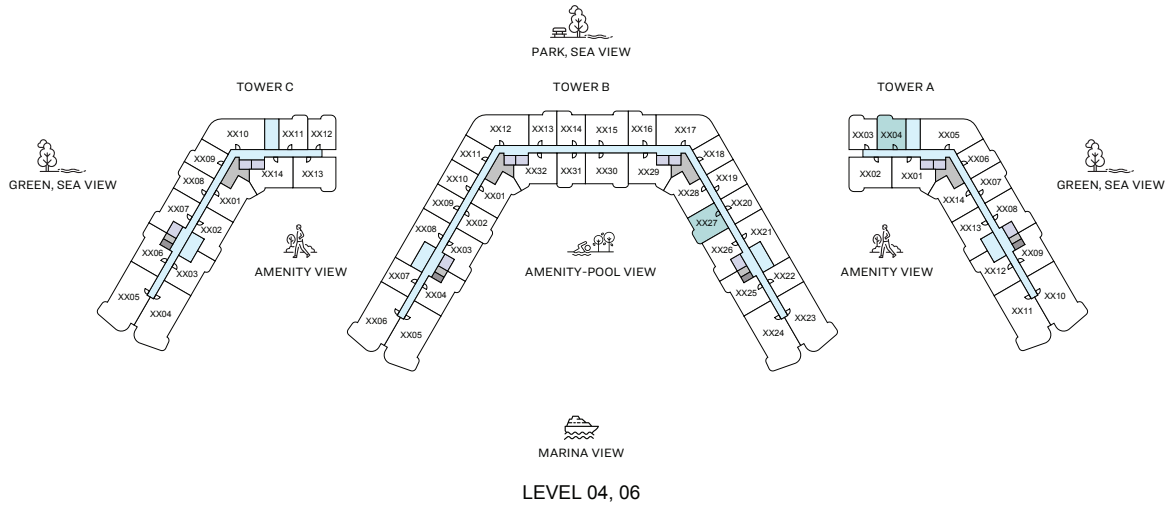 PARK, SEA VIEW
TOWER C
TOWER B
TOWER A
GREEN, SEA VIEW
GREEN, SEA VIEW
XX10
XX11
XX12
XX09
XX14
XX13
XX08
XX01
XX07
XX02
XX06
XX03
XX05
XX04
AMENITY VIEW
XX12
XX13
XX14
XX15
XX16
XX17
XX11
XX32
XX31
XX30
XX29
XX18
XX10
XX01
XX28
XX19
XX09
XX02
XX27
XX20
XX08
XX03
XX26
XX21
XX07
XX04
XX25
XX22
XX06
XX05
XX24
XX23
AMENITY-POOL VIEW
XX03
XX04
XX05
XX02
XX01
XX06
XX14
XX07
XX13
XX08
XX12
XX09
XX11
XX10
AMENITY VIEW
MARINA VIEW
LEVEL 04, 06